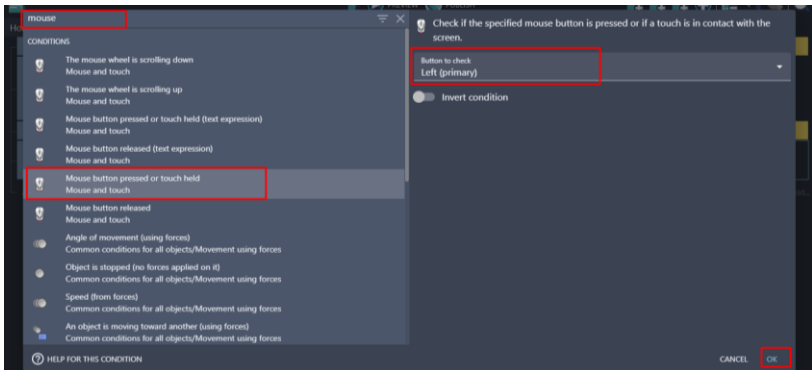 mouse
CONDITIONS
The mouse wheel is scrolling down
Mouse and touch
The mouse wheel is scrolling up
Mouse and touch
Mouse button pressed or touch held (text expression)
Mouse and touch
Mouse button released (text expression)
Mouse and touch
Mouse button pressed or touch held
Mouse and touch
Mouse button released
Mouse and touch
Angle of movement (using forces)
Common conditions for all objects/Movement using forces
Object is stopped (no forces applied on it)
Common conditions for all objects/Movement using forces
Speed (from forces)
Common conditions for all objects/Movement using forces
An object is moving toward another (using forces)
Common conditions for all objects/Movement using forces
HELP FOR THIS CONDITION
Check if the specified mouse button is pressed or if a touch is in contact with the
screen.
Button to check
Left (primary)
Invert condition
CANCEL
OK